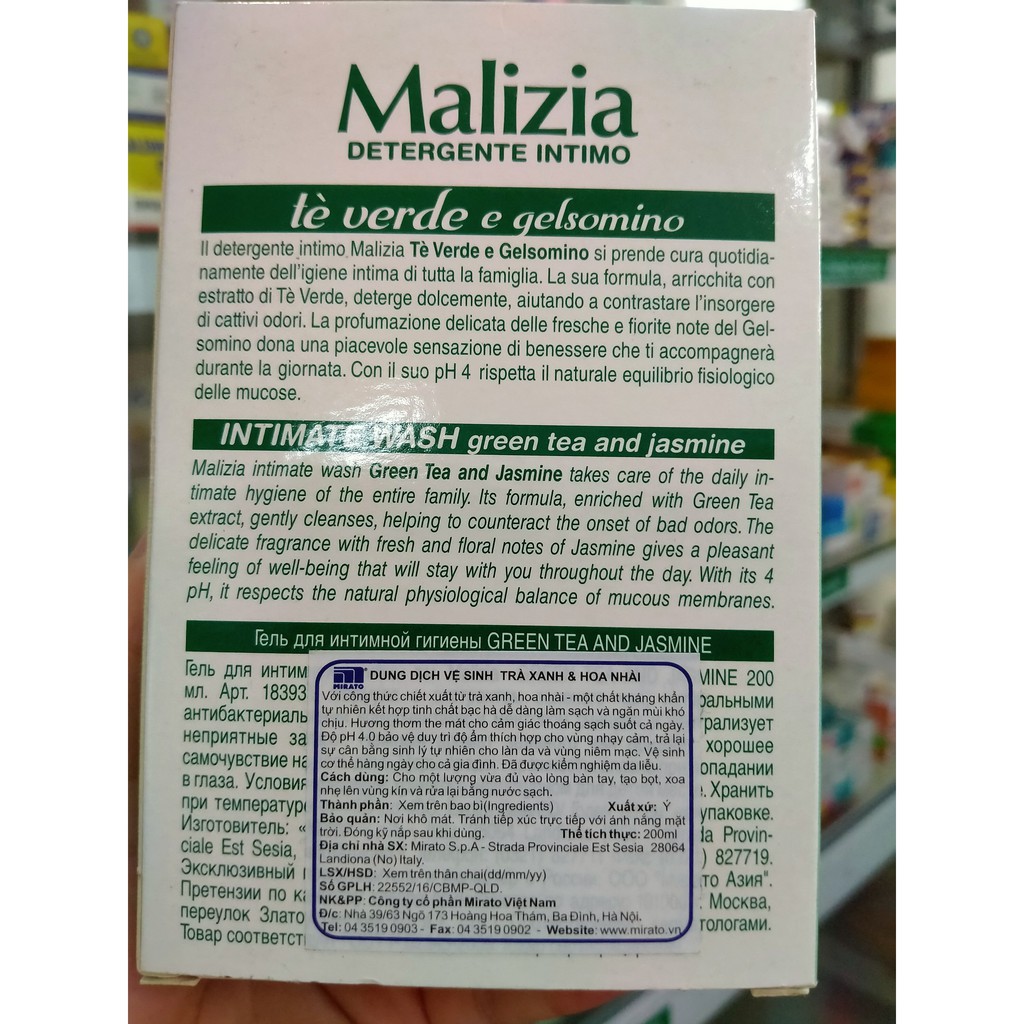 Malizia
DETERGENTE INTIMO
tè verde e gelsomino
Il detergente intimo Malizia Tè Verde e Gelsomino si prende cura quotidia-
namente dell'igiene intima di tutta la famiglia. La sua formula, arricchita con
estratto di Tè Verde, deterge dolcemente, aiutando a contrastare l'insorgere
di cattivi odori. La profumazione delicata delle fresche e fiorite note del Gel-
somino dona una piacevole sensazione di benessere che ti accompagnerà
durante la giornata. Con il suo pH 4 rispetta il naturale equilibrio fisiologico
delle mucose.
INTIMATE WASH green tea and jasmine
Malizia intimate wash Green Tea and Jasmine takes care of the daily in-
timate hygiene of the entire family. Its formula, enriched with Green Tea
extract, gently cleanses, helping to counteract the onset of bad odors. The
delicate fragrance with fresh and floral notes of Jasmine gives a pleasant
feeling of well-being that will stay with you throughout the day. With its 4
pH, it respects the natural physiological balance of mucous membranes.
Гель для интимной гигиены GREEN TEA AND JASMINE
Гель для интим MINE 200
мл. Арт. 18393 ральными
антибактериаль трализует
неприятные за хорошее
самочувствие на опадании
в глаза. Условия . Хранить
при температуре упаковке.
Изготовитель: « da Provin-
ciale Est Sesia, ) 827719.
Эксклюзивный то Азия".
Претензии по ка . Москва,
переулок Злато тологами.
Товар соответст
MIRATO
DUNG DỊCH VỆ SINH TRÀ XANH & HOA NHÀI
Với công thức chiết xuất từ trà xanh, hoa nhài - một chất kháng khẩn
tự nhiên kết hợp tinh chất bạc hà dễ dàng làm sạch và ngăn mùi khó
chịu. Hương thơm the mát cho cảm giác thoáng sạch suốt cả ngày.
Độ pH 4.0 bảo vệ duy trì độ ẩm thích hợp cho vùng nhạy cảm, trả lại
sự cân bằng sinh lý tự nhiên cho làn da và vùng niêm mạc. Vệ sinh
cơ thể hàng ngày cho cả gia đình. Đã được kiểm nghiệm da liễu.
Cách dùng: Cho một lượng vừa đủ vào lòng bàn tay, tạo bọt, xoa
nhẹ lên vùng kín và rửa lại bằng nước sạch.
Thành phần: Xem trên bao bì(Ingredients) Xuất xứ: Ý
Bảo quản: Nơi khô mát. Tránh tiếp xúc trực tiếp với ánh nắng mặt
trời. Đóng kỹ nắp sau khi dùng. Thể tích thực: 200ml
Địa chỉ nhà SX: Mirato S.p.A - Strada Provinciale Est Sesia 28064
Landiona (No) Italy.
LSX/HSD: Xem trên thân chai(dd/mm/yy)
Số GPLH: 22552/16/CBMP-QLD.
NK&PP: Công ty cổ phần Mirato Việt Nam
Đ/c: Nhà 39/63 Ngõ 173 Hoàng Hoa Thám, Ba Đình, Hà Nội.
Tel: 04 3519 0903 - Fax: 04 3519 0902 - Website: www.mirato.vn